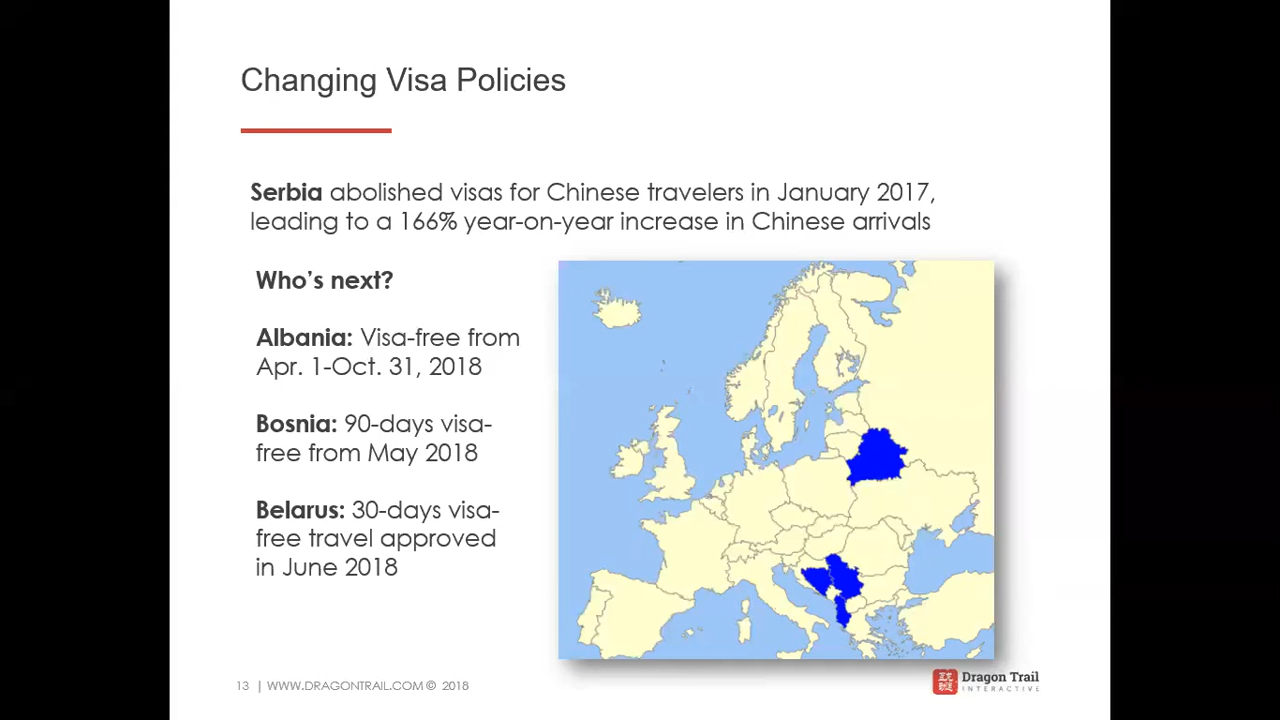 Changing Visa Policies
Serbia abolished visas for Chinese travelers in January 2017,
leading to a 166% year-on-year increase in Chinese arrivals
Who's next?
Albania: Visa-free from
Apr. 1-Oct. 31, 2018
Bosnia: 90-days visa-
free from May 2018
Belarus: 30-days visa-
free travel approved
in June 2018
13 | WWW.DRAGONTRAIL.COM © 2018
Dragon Trail
INTERACTIVE